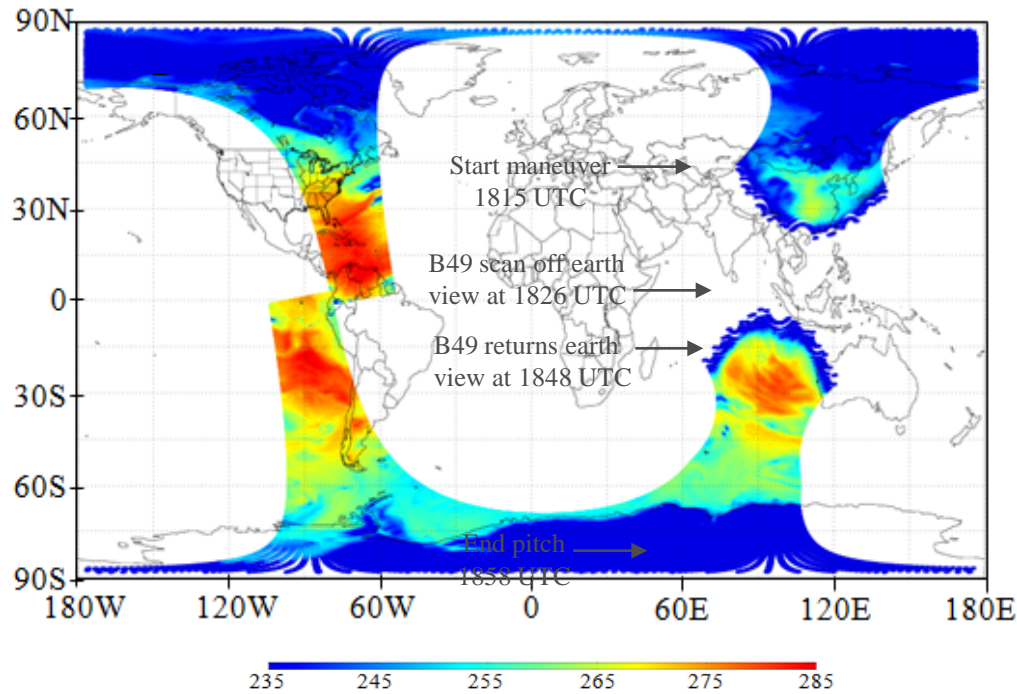 90N
60N
Start maneuver
1815 UTC
30N
B49 scan off earth
view at 1826 UTC
0
B49 returns earth
view at 1848 UTC
30S
60S
End pitch
1858 UTC
90S
180W 120W 60W 0 60E 120E 180E
235 245 255 265 275 285